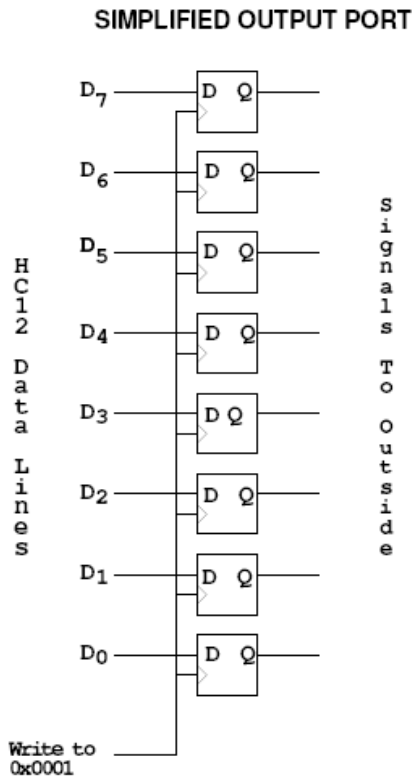 SIMPLIFIED OUTPUT PORT
D7 D Q
D6 D Q
D5 D Q
D4 D Q
D3 D Q
D2 D Q
D1 D Q
D0 D Q
HC12 Data Lines
Signals To Outside
Write to
0x0001